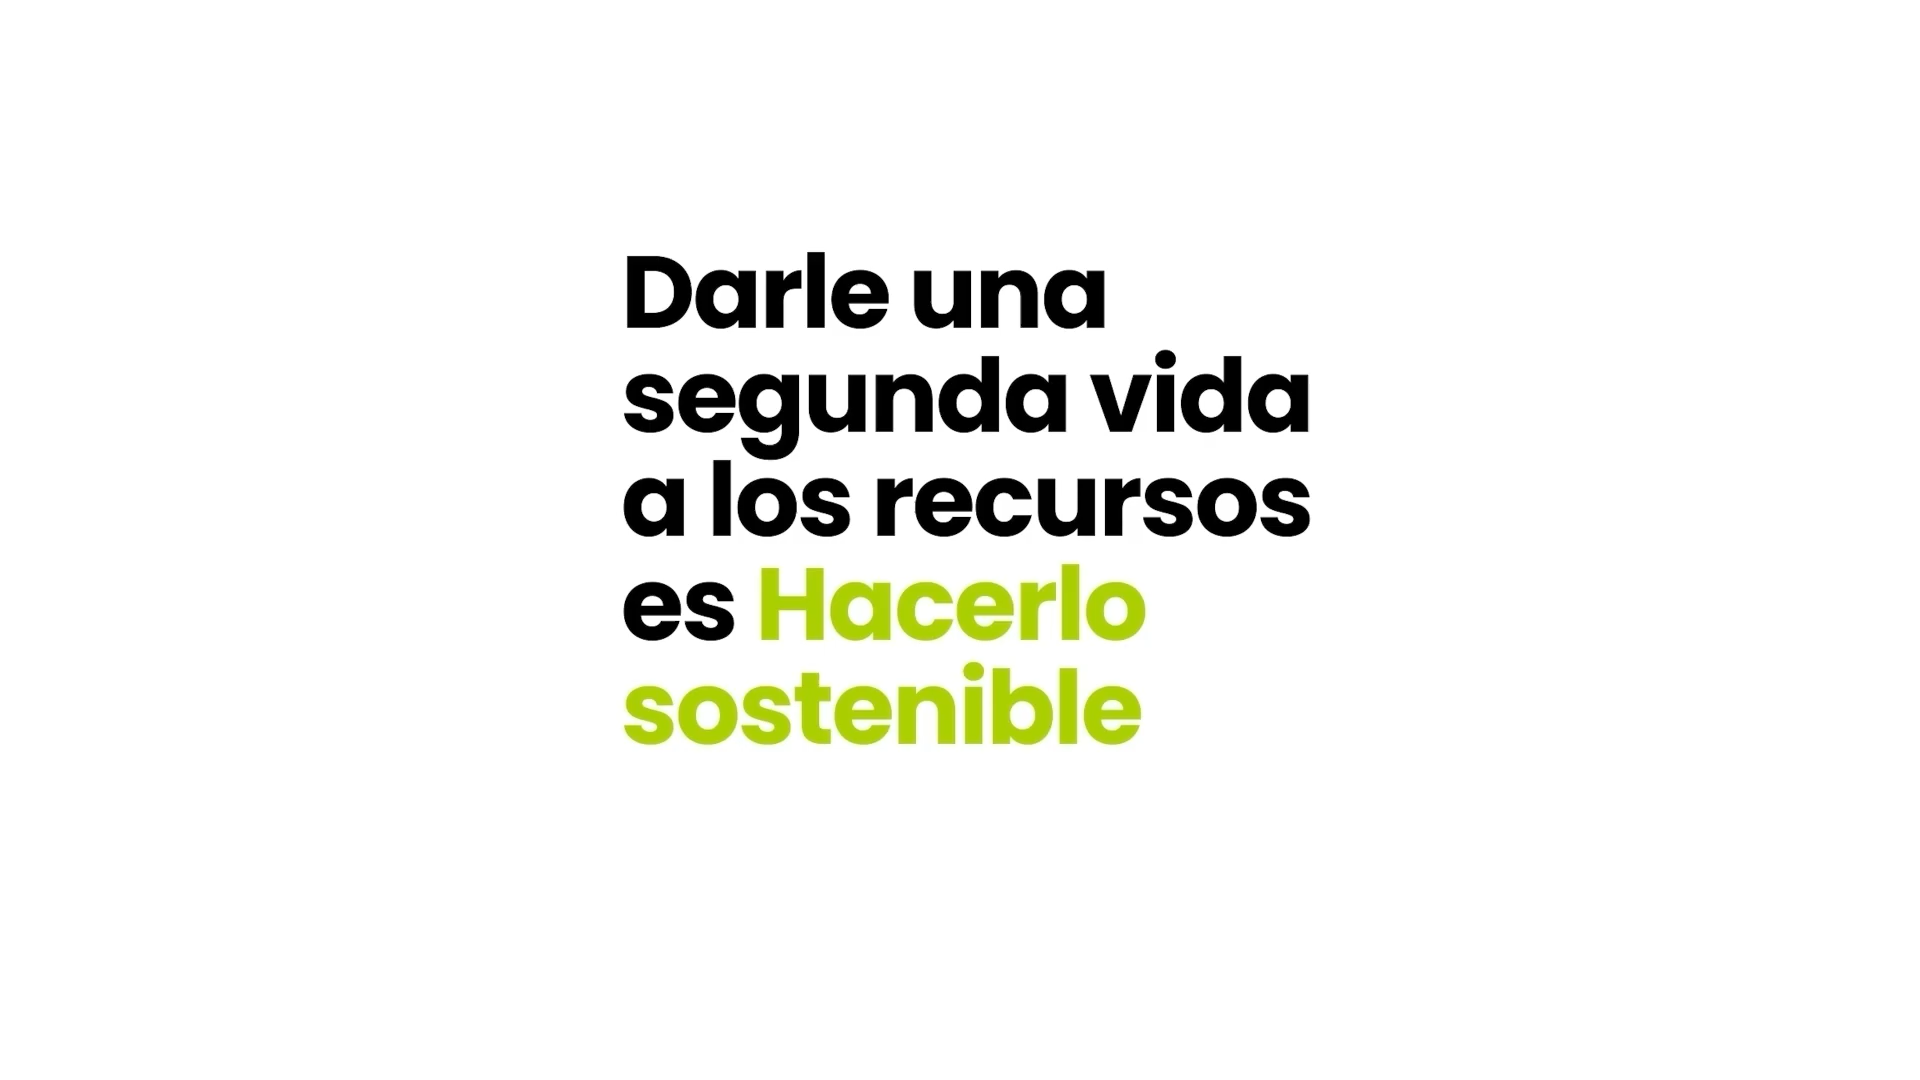 Darle una
segunda vida
a los recursos
es Hacerlo
sostenible